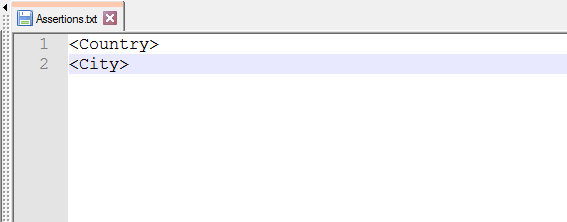 Assertions.txt
1 <Country>
2 <City>